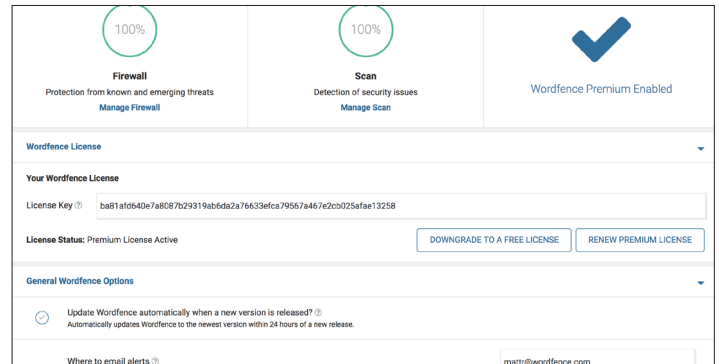 100%
100%
Firewall
Protection from known and emerging threats
Manage Firewall
Scan
Detection of security issues
Manage Scan
Wordfence Premium Enabled
Wordfence License
Your Wordfence License
License Key
ba81afd640e7a8087b29319ab6da2a76633efca79567a467e2cb025afae13258
License Status: Premium License Active
DOWNGRADE TO A FREE LICENSE
RENEW PREMIUM LICENSE
General Wordfence Options
Update Wordfence automatically when a new version is released?
Automatically updates Wordfence to the newest version within 24 hours of a new release.
Where to email alerts
mattr@wordfence.com